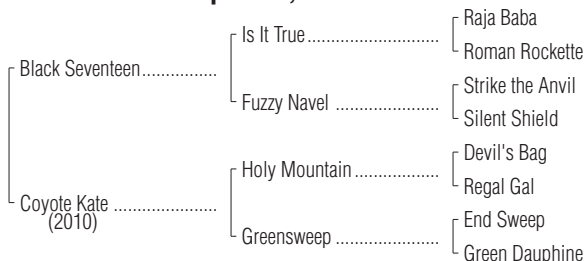 Raja Baba
Is It True
Roman Rockette
Black Seventeen
Strike the Anvil
Fuzzy Navel
Silent Shield
Devil's Bag
Holy Mountain
Regal Gal
Coyote Kate
(2010)
End Sweep
Greensweep
Green Dauphine